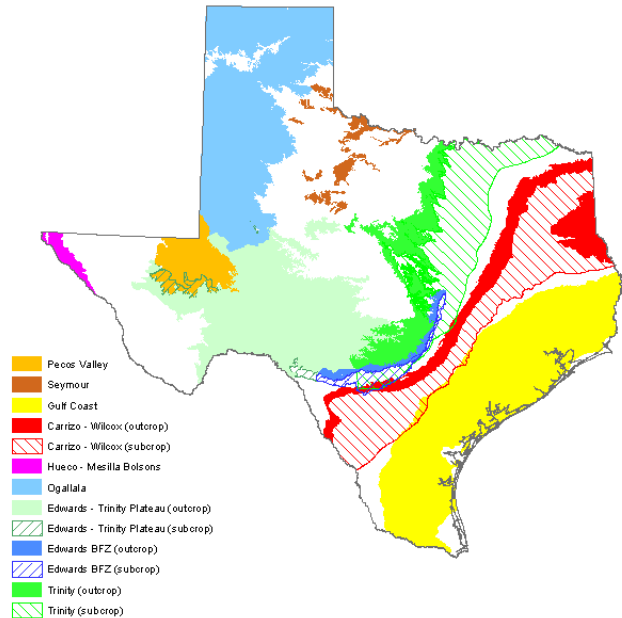 Pecos Valley
Seymour
Gulf Coast
Carrizo - Wilcox (outcrop)
Carrizo - Wilcox (subcrop)
Hueco - Mesilla Bolsons
Ogallala
Edwards - Trinity Plateau (outcrop)
Edwards - Trinity Plateau (subcrop)
Edwards BFZ (outcrop)
Edwards BFZ (subcrop)
Trinity (outcrop)
Trinity (subcrop)